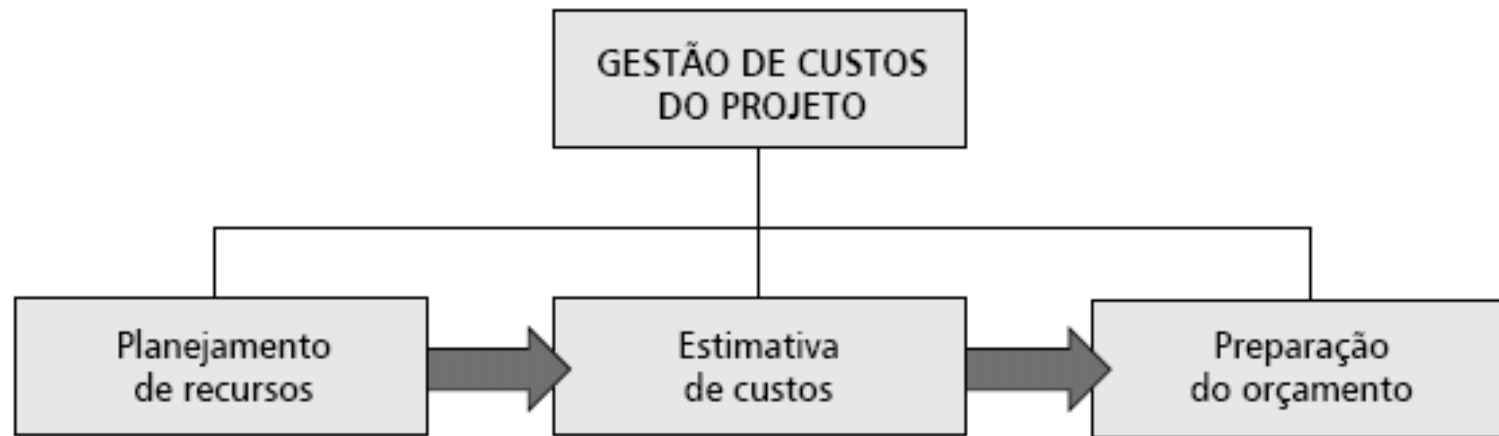 GESTÃO DE CUSTOS
DO PROJETO
Planejamento
de recursos
Estimativa
de custos
Preparação
do orçamento